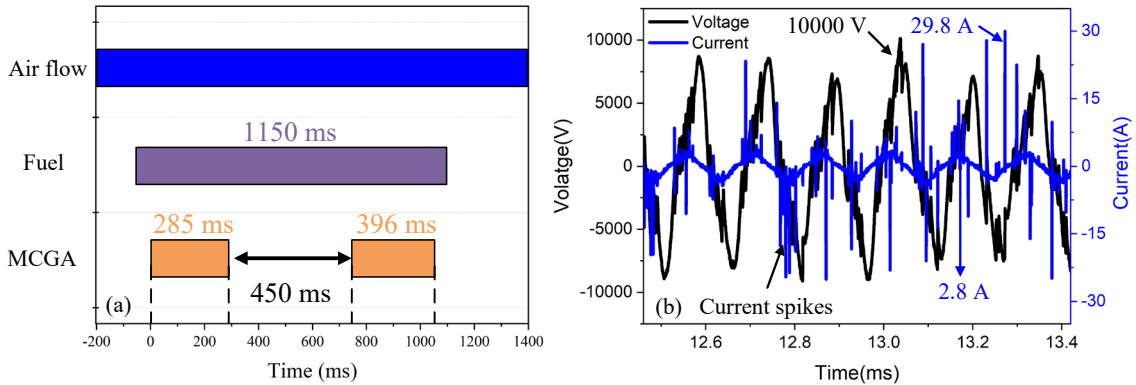 Air flow
1150 ms
Fuel
285 ms
396 ms
MCGA
450 ms
(a)
-200 0 200 400 600 800 1000 1200 1400
Time (ms)
Voltage
Current
10000 V
29.8 A
10000
5000
0
-5000
-10000
Volatge(V)
30
15
0
-15
-30
Current(A)
(b)
Current spikes
2.8 A
12.6 12.8 13.0 13.2 13.4
Time(ms)